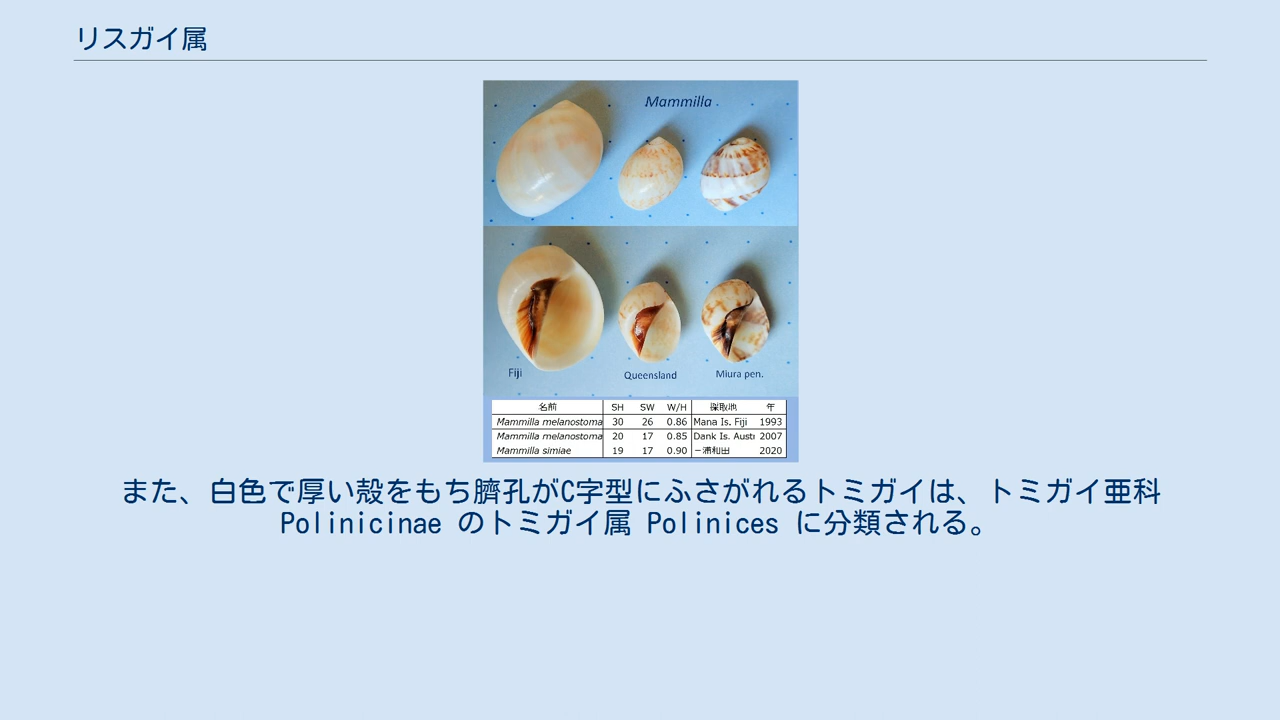 リスガイ属
Mammilla
Fiji
Queensland
Miura pen.
名前 SH SW W/H 採取地 年
Mammilla melanostoma 30 26 0.86 Mana Is. Fiji 1993
Mammilla melanostoma 20 17 0.85 Dank Is. Austr 2007
Mammilla simiae 19 17 0.90 一浦和田 2020
また、白色で厚い殻をもち臍孔がC字型にふさがれるトミガイは、トミガイ亜科
Polinicinae のトミガイ属 Polinices に分類される。